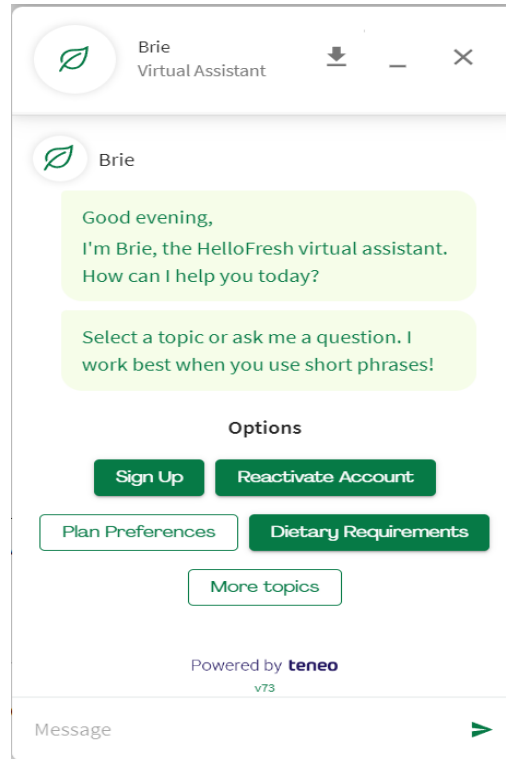 Brie
Virtual Assistant
Brie
Good evening,
I'm Brie, the HelloFresh virtual assistant.
How can I help you today?
Select a topic or ask me a question. I
work best when you use short phrases!
Options
Sign Up Reactivate Account
Plan Preferences Dietary Requirements
More topics
Powered by teneo
v73
Message